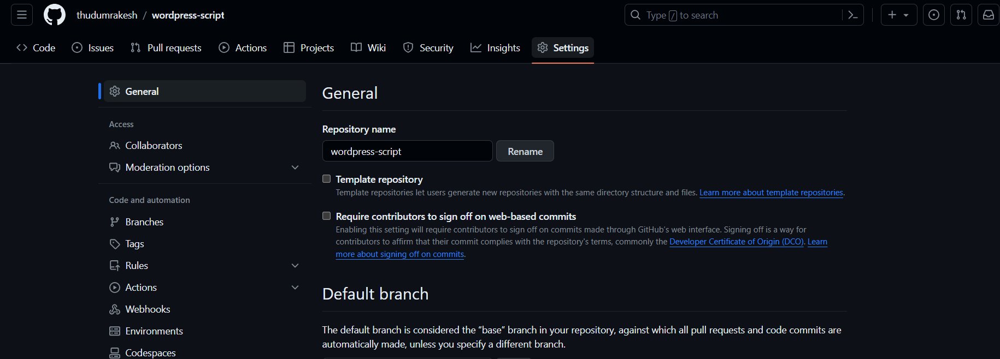 thudumrakesh / wordpress-script
Type / to search
Code Issues Pull requests Actions Projects Wiki Security Insights Settings
General
Access
Collaborators
Moderation options
Code and automation
Branches
Tags
Rules
Actions
Webhooks
Environments
Codespaces
General
Repository name
wordpress-script Rename
Template repository
Template repositories let users generate new repositories with the same directory structure and files. Learn more about template repositories.
Require contributors to sign off on web-based commits
Enabling this setting will require contributors to sign off on commits made through GitHub's web interface. Signing off is a way for
contributors to affirm that their commit complies with the repository's terms, commonly the Developer Certificate of Origin (DCO). Learn
more about signing off on commits.
Default branch
The default branch is considered the “base” branch in your repository, against which all pull requests and code commits are
automatically made, unless you specify a different branch.